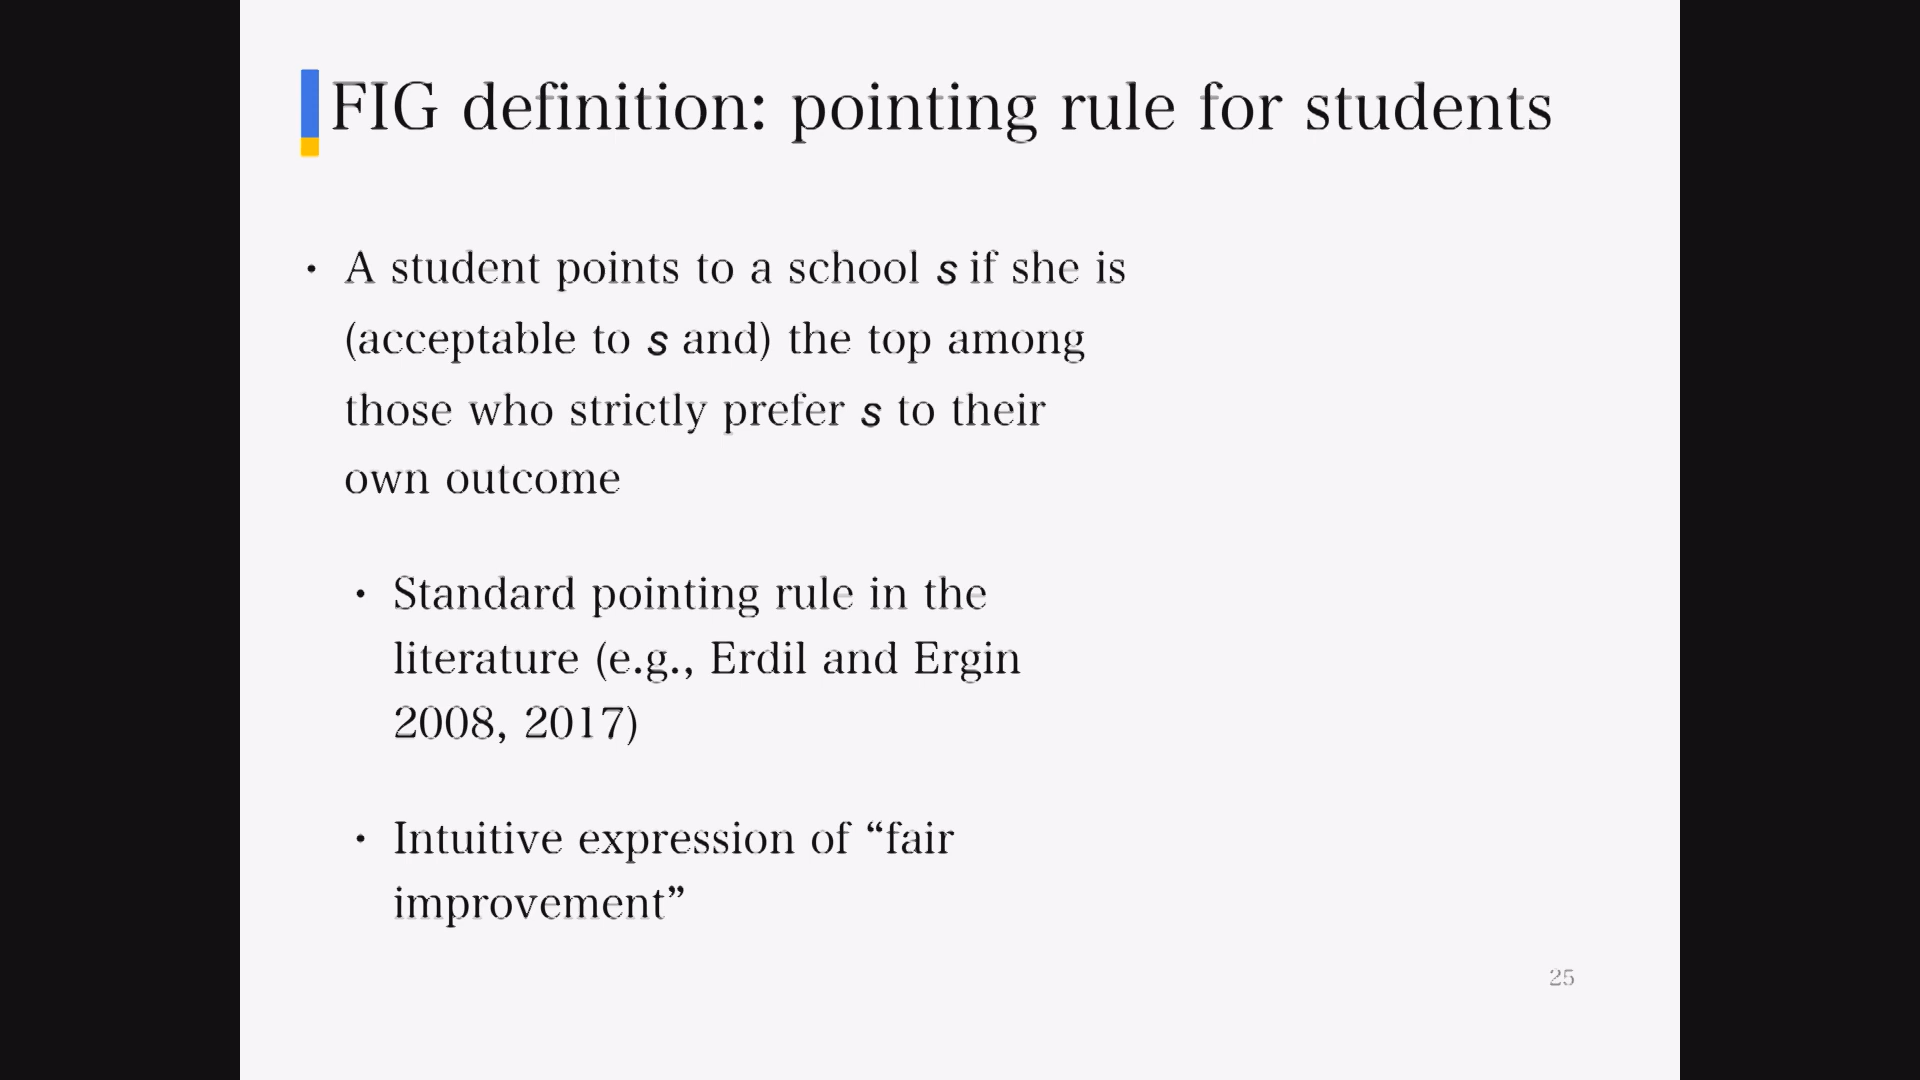 FIG definition: pointing rule for students
• A student points to a school s if she is
(acceptable to s and) the top among
those who strictly prefer s to their
own outcome
• Standard pointing rule in the
literature (e.g., Erdil and Ergin
2008, 2017)
• Intuitive expression of “fair
improvement”
25